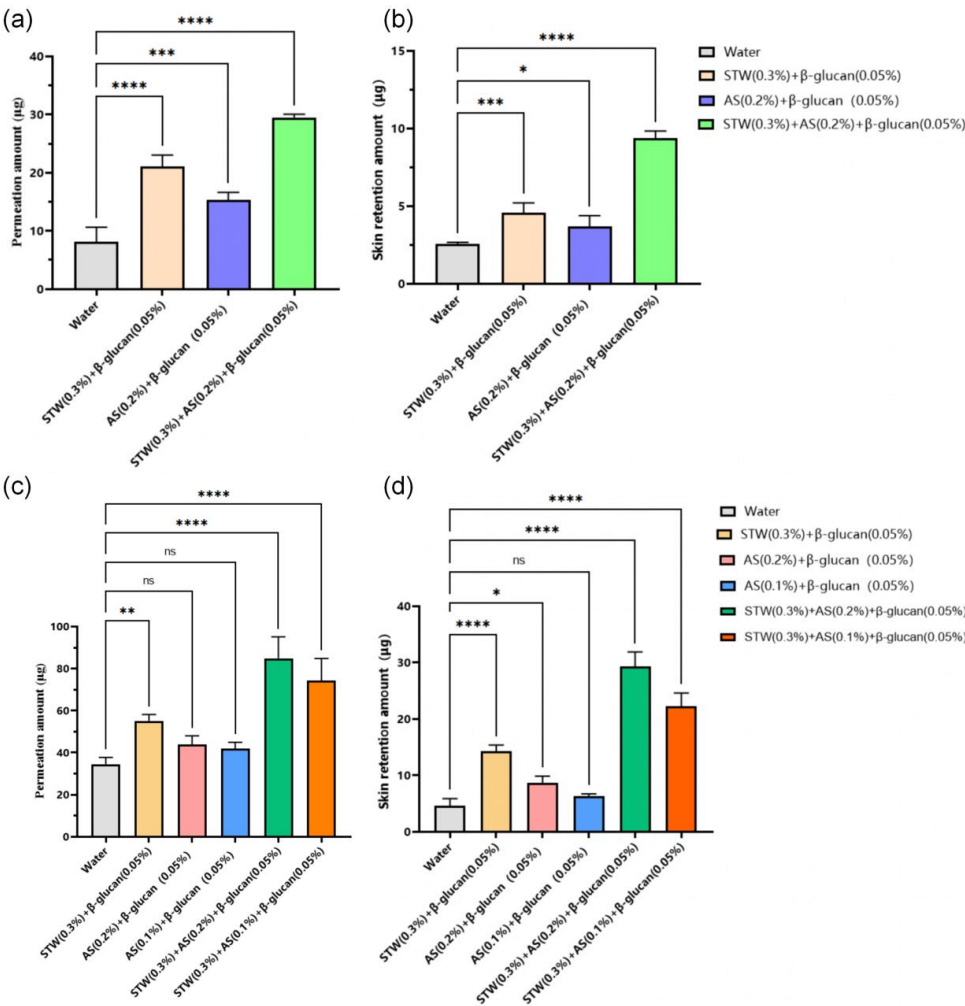 (a)
****
***
****
Permeation amount (μg)
40
30
20
10
0
Water
STW(0.3%)+β-glucan(0.05%)
AS(0.2%)+β-glucan (0.05%)
STW(0.3%)+AS(0.2%)+β-glucan(0.05%)
(b)
****
*
***
Skin retention amount (μg)
15
10
5
0
Water
STW(0.3%)+β-glucan(0.05%)
AS(0.2%)+β-glucan (0.05%)
STW(0.3%)+AS(0.2%)+β-glucan(0.05%)
Water
STW(0.3%)+β-glucan(0.05%)
AS(0.2%)+β-glucan (0.05%)
STW(0.3%)+AS(0.2%)+β-glucan(0.05%)
(c)
****
****
ns
ns
**
Permeation amount (μg)
100
80
60
40
20
0
Water
STW(0.3%)+β-glucan(0.05%)
AS(0.2%)+β-glucan (0.05%)
AS(0.1%)+β-glucan (0.05%)
STW(0.3%)+AS(0.2%)+β-glucan(0.05%)
STW(0.3%)+AS(0.1%)+β-glucan(0.05%)
(d)
****
****
ns
*
****
Skin retention amount (μg)
40
30
20
10
0
Water
STW(0.3%)+β-glucan(0.05%)
AS(0.2%)+β-glucan (0.05%)
AS(0.1%)+β-glucan (0.05%)
STW(0.3%)+AS(0.2%)+β-glucan(0.05%)
STW(0.3%)+AS(0.1%)+β-glucan(0.05%)
Water
STW(0.3%)+β-glucan(0.05%)
AS(0.2%)+β-glucan (0.05%)
AS(0.1%)+β-glucan (0.05%)
STW(0.3%)+AS(0.2%)+β-glucan(0.05%)
STW(0.3%)+AS(0.1%)+β-glucan(0.05%)